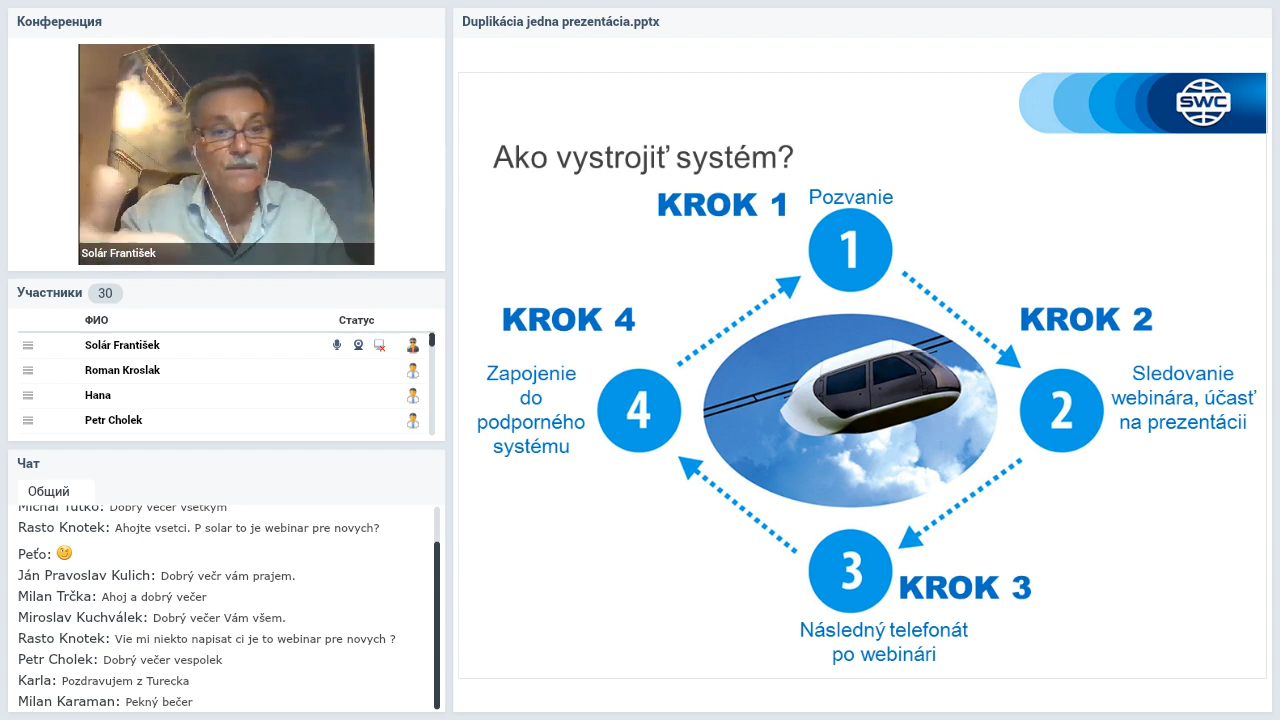 Конференция
Solár František
Участники 30
ФИО Статус
Solár František
Roman Kroslak
Hana
Petr Cholek
Чат
Общий
Michal Tutko: Dobrý večer všetkým
Rasto Knotek: Ahojte vsetci. P solar to je webinar pre novych?
Peťo:
Ján Pravoslav Kulich: Dobrý večr vám prajem.
Milan Trčka: Ahoj a dobrý večer
Miroslav Kuchválek: Dobrý večer Vám všem.
Rasto Knotek: Vie mi niekto napisat ci je to webinar pre novych ?
Petr Cholek: Dobrý večer vespolek
Karla: Pozdravujem z Turecka
Milan Karaman: Pekný bečer
Duplikácia jedna prezentácia.pptx
SWC
Ako vystrojiť systém?
KROK 1
Pozvanie
1
KROK 2
2
Sledovanie
webinára, účasť
na prezentácii
3
KROK 3
Následný telefonát
po webinári
KROK 4
Zapojenie
do
podporného
systému
4